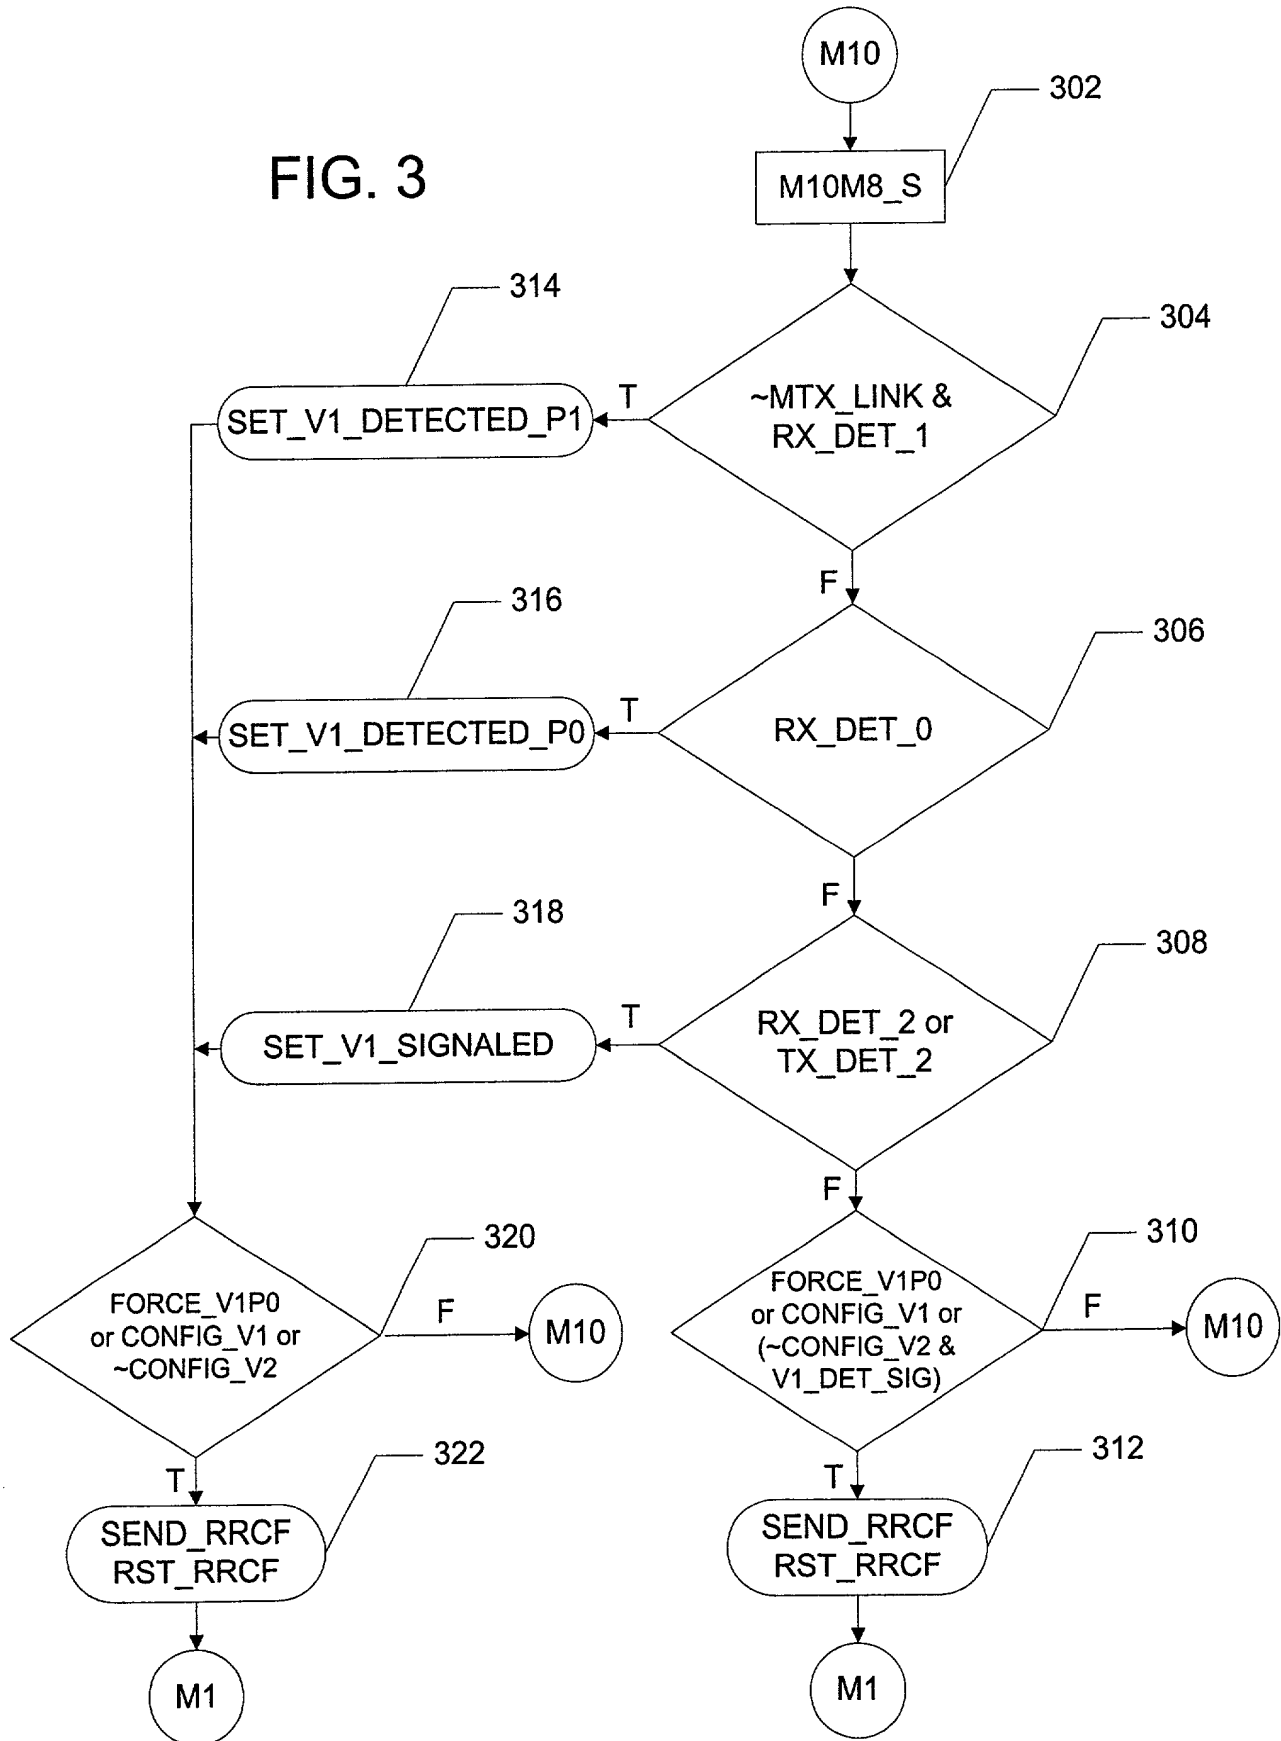 M10
302
FIG. 3
M10M8_S
314
304
~MTX_LINK &
RX_DET_1
T
SET_V1_DETECTED_P1
F
316
306
RX_DET_0
T
SET_V1_DETECTED_P0
F
318
308
RX_DET_2 or
TX_DET_2
T
SET_V1_SIGNALED
F
320
310
FORCE_V1P0
or CONFIG_V1 or
~CONFIG_V2
F
M10
FORCE_V1P0
or CONFIG_V1 or
(~CONFIG_V2 &
V1_DET_SIG)
F
M10
322
312
T
SEND_RRCF
RST_RRCF
T
SEND_RRCF
RST_RRCF
M1
M1